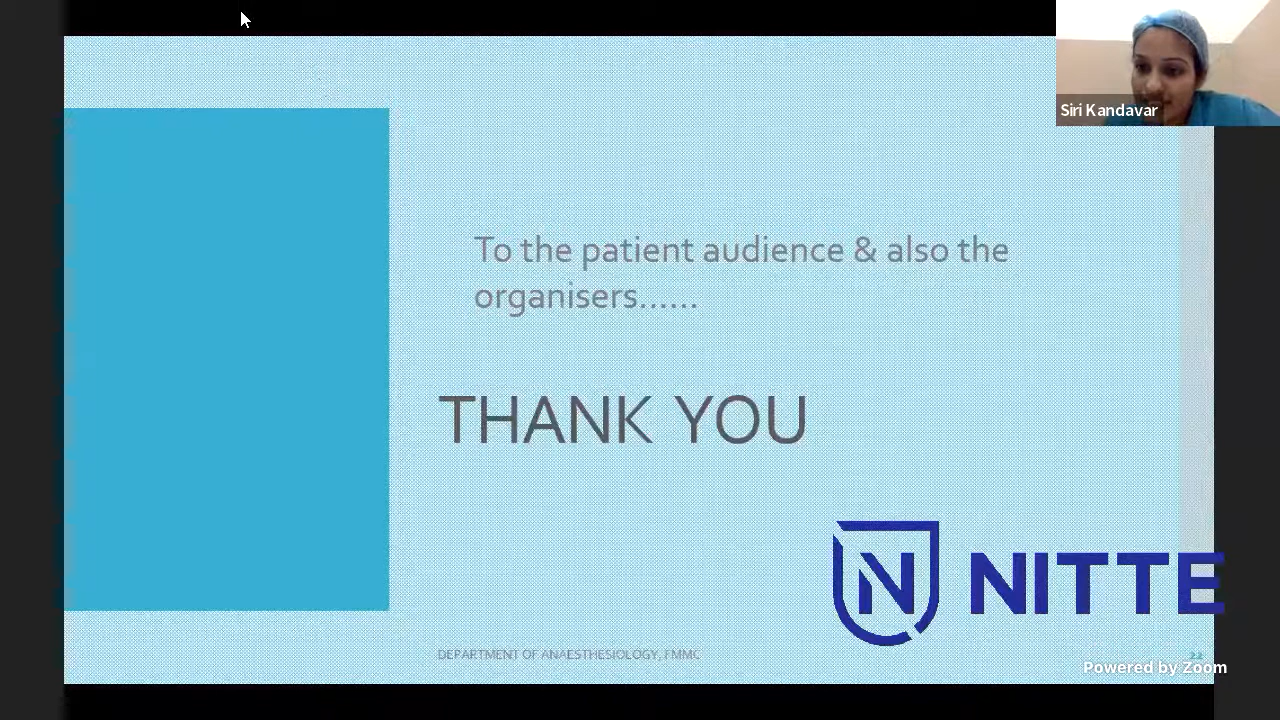 Siri Kandavar
To the patient audience & also the
organisers......
THANK YOU
N NITTE
DEPARTMENT OF ANAESTHESIOLOGY, FMMC
22
Powered by Zoom